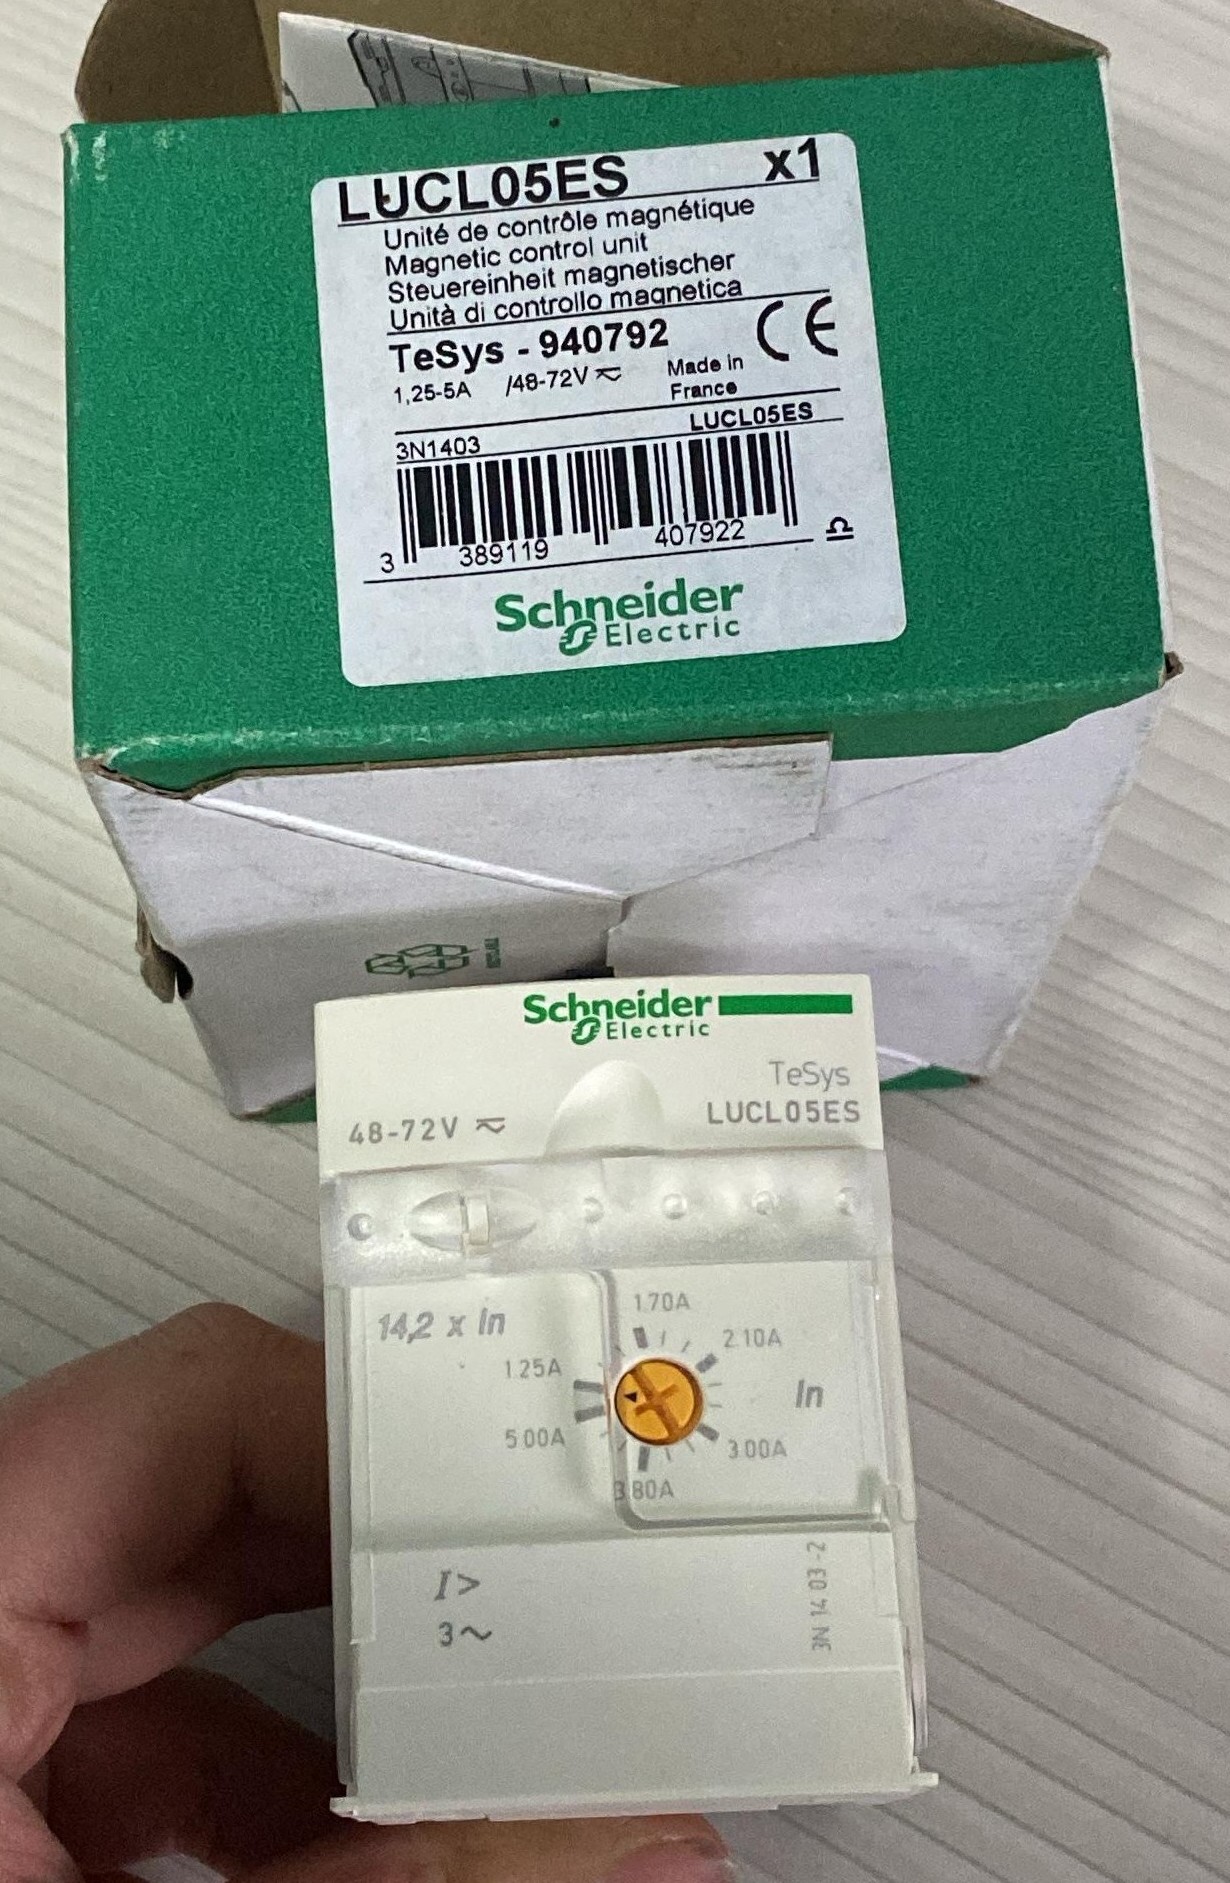 LUCL05ES x1
Unité de contrôle magnétique
Magnetic control unit
Steuereinheit magnetischer
Unità di controllo magnetica
TeSys - 940792 CE
1,25-5A /48-72V Made in
France
3N1403 LUCL05ES
3 389119 407922
Schneider
Electric
Schneider
Electric
TeSys
48-72V LUCL05ES
14,2 x In
1.70A
2.10A
1.25A
In
5.00A
3.00A
3.80A
I>
3~
3N 14 03 -2